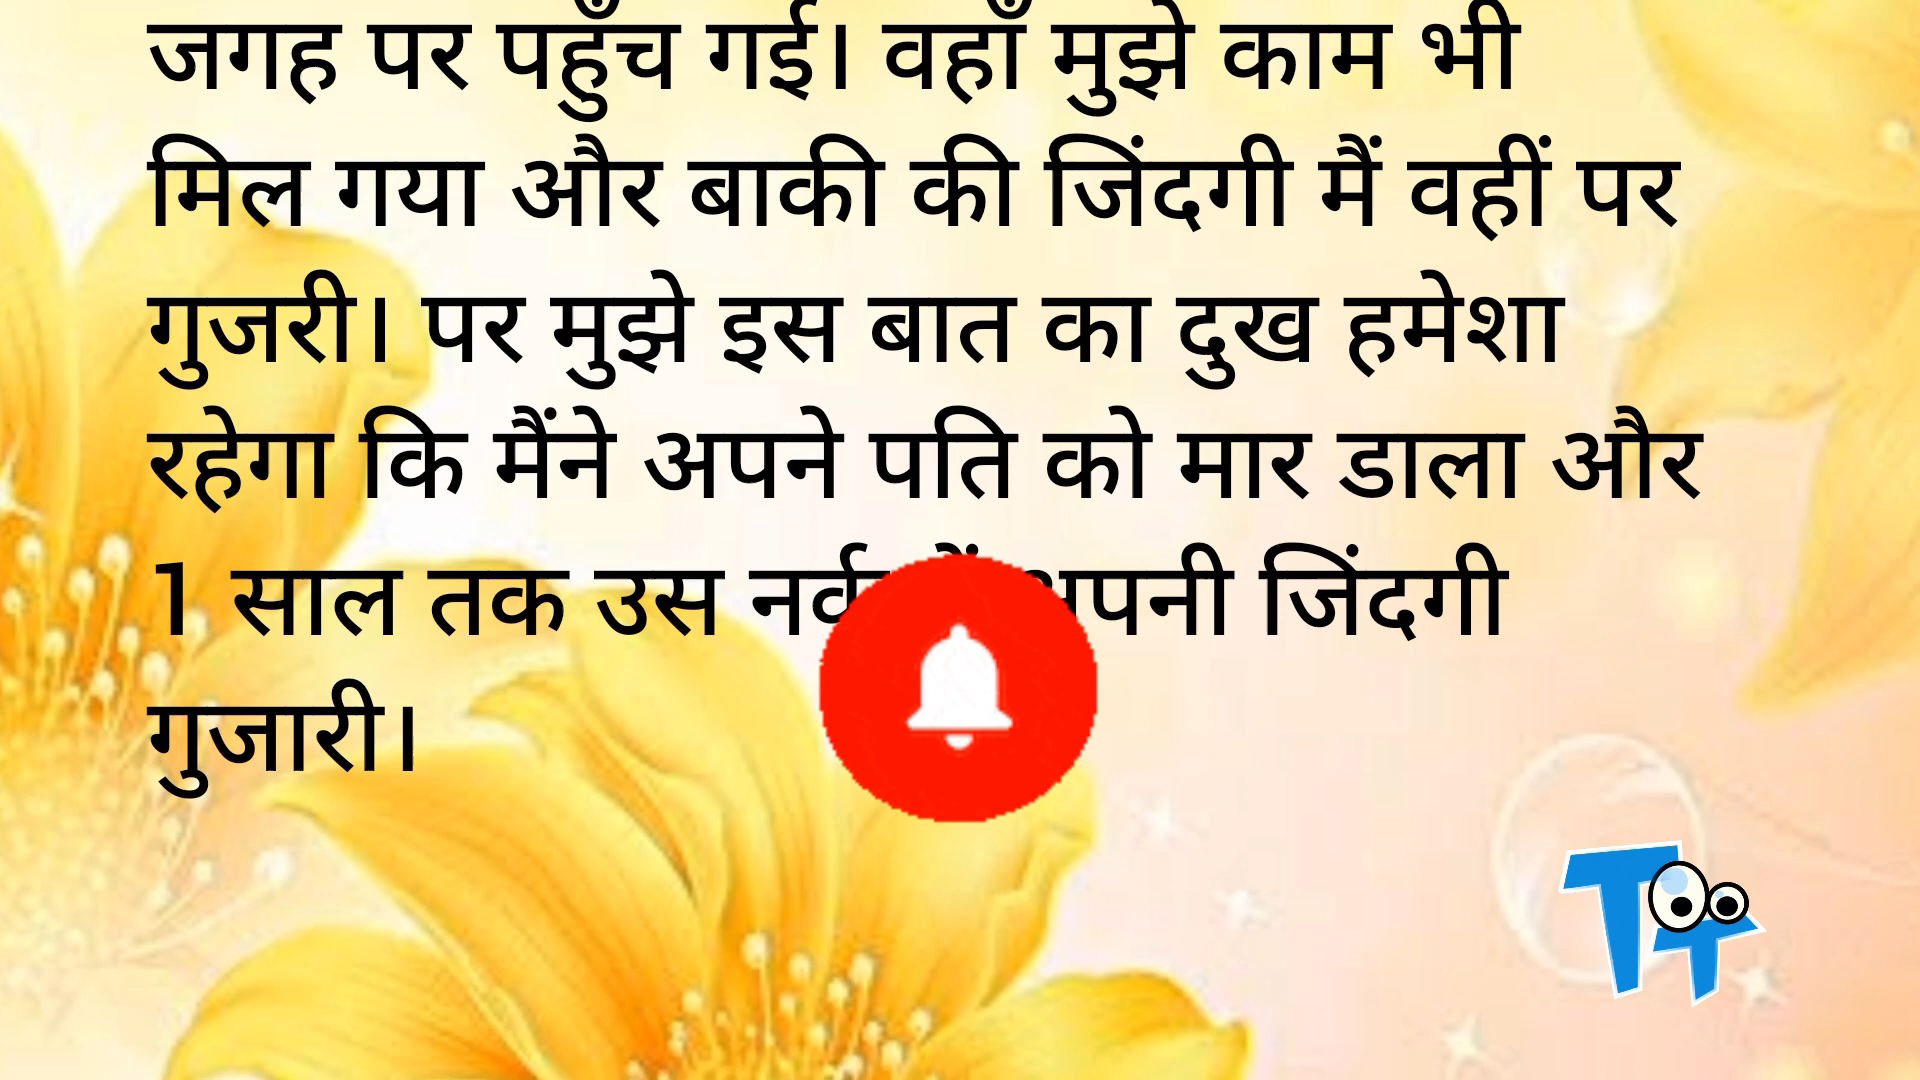 जगह पर पहुँच गई। वहाँ मुझे काम भी
मिल गया और बाकी की जिंदगी मैं वहीं पर
गुजरी। पर मुझे इस बात का दुख हमेशा
रहेगा कि मैंने अपने पति को मार डाला और
1 साल तक उस अपनी जिंदगी
गुजारी।
TT